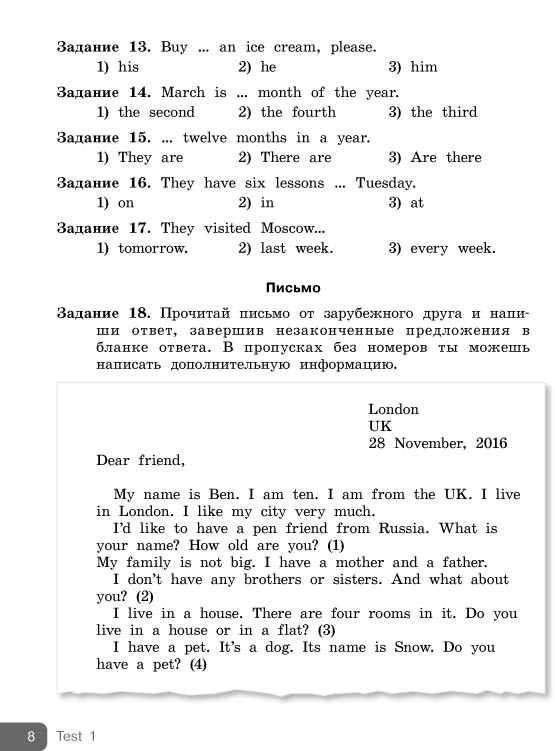 Задание 13. Buy ... an ice cream, please.
1) his 2) he 3) him
Задание 14. March is ... month of the year.
1) the second 2) the fourth 3) the third
Задание 15. ... twelve months in a year.
1) They are 2) There are 3) Are there
Задание 16. They have six lessons ... Tuesday.
1) on 2) in 3) at
Задание 17. They visited Moscow...
1) tomorrow. 2) last week. 3) every week.
Письмо
Задание 18. Прочитай письмо от зарубежного друга и напи-
ши ответ, завершив незаконченные предложения в
бланке ответа. В пропусках без номеров ты можешь
написать дополнительную информацию.
London
UK
28 November, 2016
Dear friend,
My name is Ben. I am ten. I am from the UK. I live
in London. I like my city very much.
I'd like to have a pen friend from Russia. What is
your name? How old are you? (1)
My family is not big. I have a mother and a father.
I don't have any brothers or sisters. And what about
you? (2)
I live in a house. There are four rooms in it. Do you
live in a house or in a flat? (3)
I have a pet. It's a dog. Its name is Snow. Do you
have a pet? (4)
8 Test 1